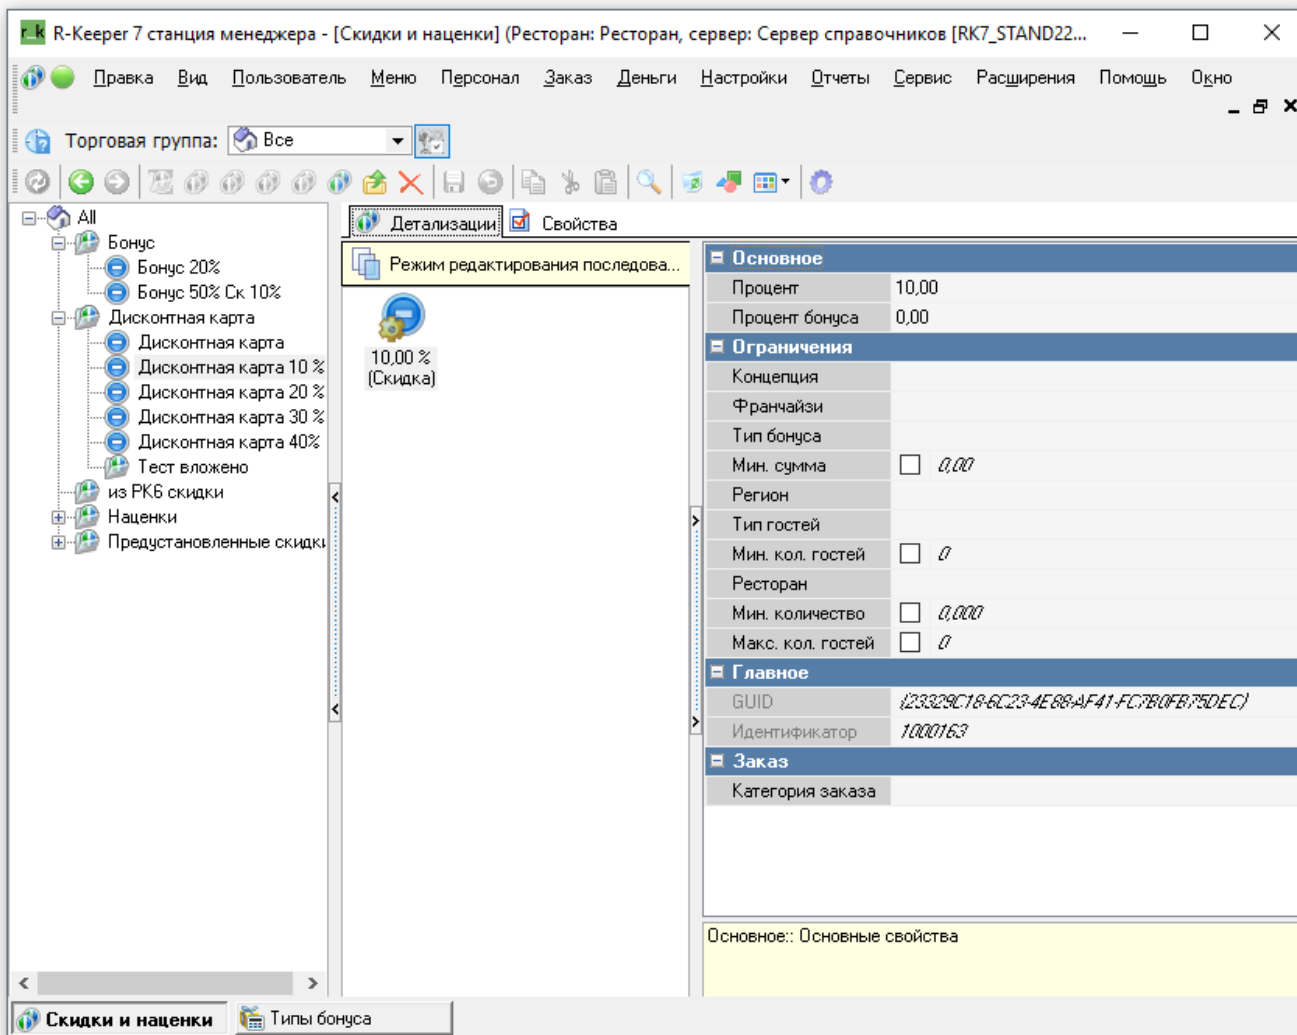 r_k R-Keeper 7 станция менеджера - [Скидки и наценки] (Ресторан: Ресторан, сервер: Сервер справочников [RK7_STAND22...
Правка Вид Пользователь Меню Персонал Заказ Деньги Настройки Отчеты Сервис Расширения Помощь Окно
Торговая группа: Все
All
Бонус
Бонус 20%
Бонус 50% Ск 10%
Дисконтная карта
Дисконтная карта
Дисконтная карта 10 %
Дисконтная карта 20 %
Дисконтная карта 30 %
Дисконтная карта 40%
Тест вложено
из РК6 скидки
Наценки
Предустановленные скидки
Детализации Свойства
Режим редактирования последова...
10,00 %
(Скидка)
Основное
Процент 10,00
Процент бонуса 0,00
Ограничения
Концепция
Франчайзи
Тип бонуса
Мин. сумма 0,00
Регион
Тип гостей
Мин. кол. гостей 0
Ресторан
Мин. количество 0,000
Макс. кол. гостей 0
Главное
GUID {23329C18-6C23-4E88-AF41-FC7B0FB75DEC}
Идентификатор 1000163
Заказ
Категория заказа
Основное:: Основные свойства
Скидки и наценки Типы бонуса